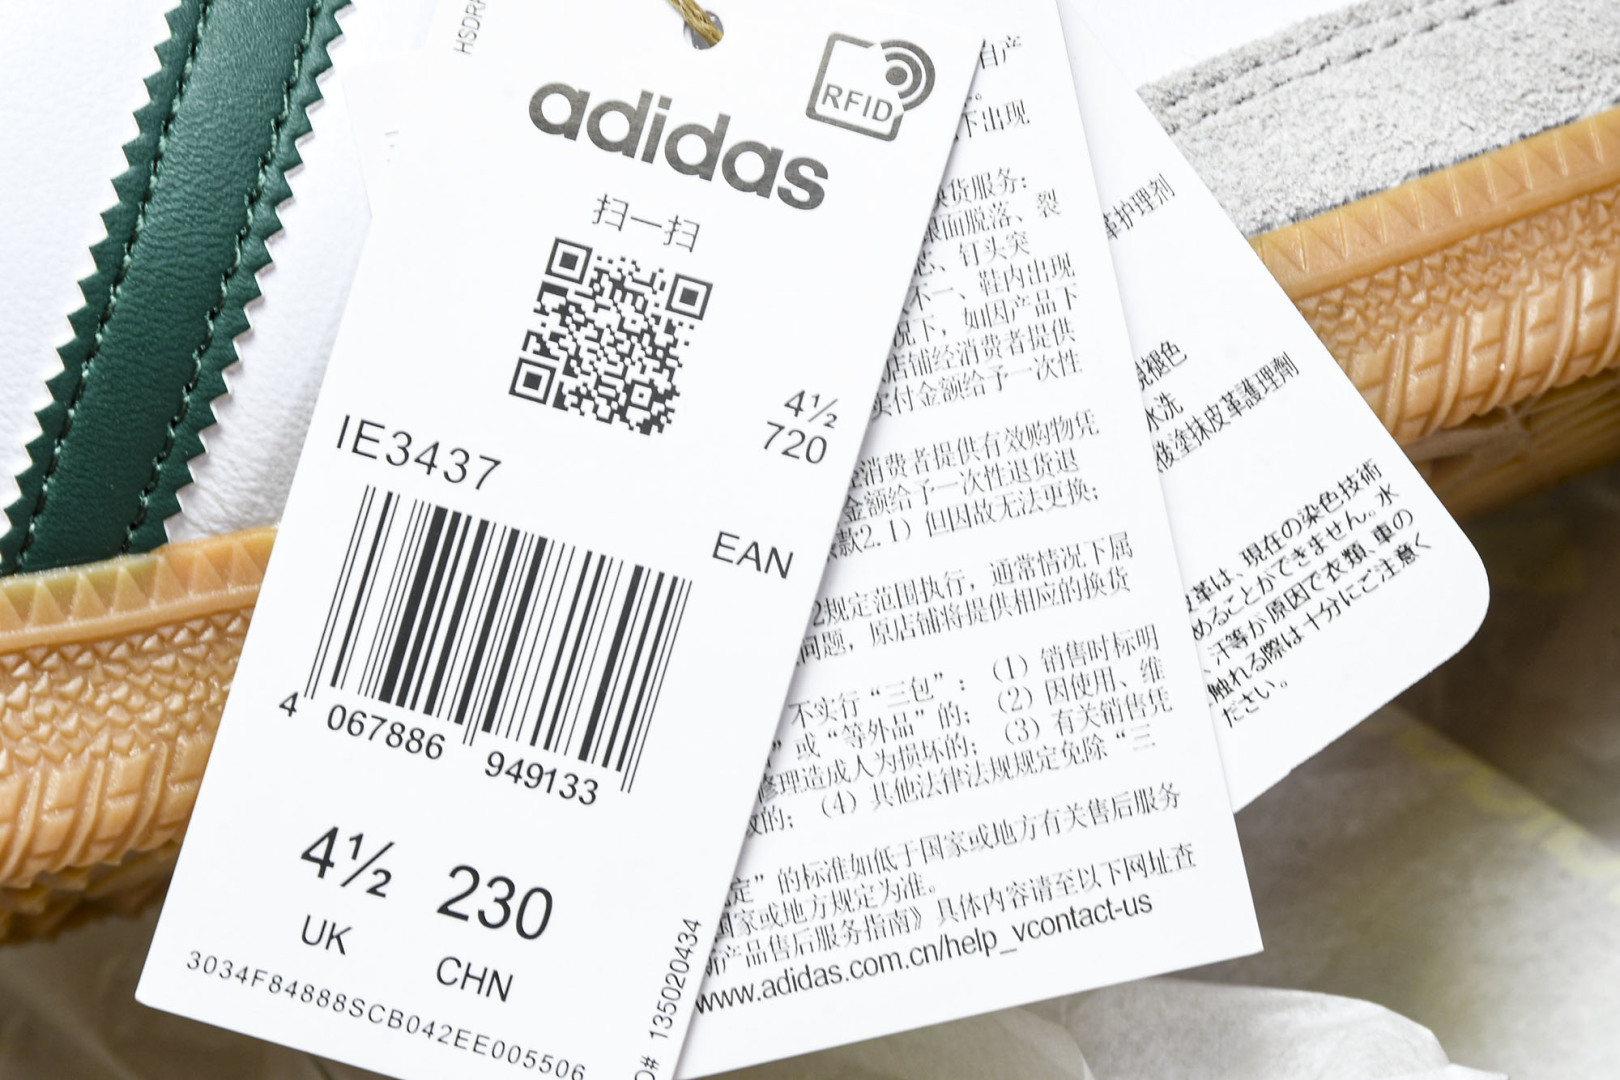 adidas
RFID
扫一扫
4½
720
IE3437
EAN
4 067886 949133
4½ 230
UK CHN
3034F84888SCB042EE005506
135020434
自产
下出现
货服务:
面脱落、裂
、钉头突
不一、鞋内出现
况下，如因产品下
店铺经消费者提供
付金额给予一次性
消费者提供有效购物凭
金额给予一次性退货退
款2.1）但因故无法更换;
2规定范围执行，通常情况下属
问题，原店铺将提供相应的换货
不实行“三包”: （1）销售时标明
”或“等外品”的; （2）因使用、维
修理造成人为损坏的; （3）有关销售凭
的; （4）其他法律法规规定免除“三
定”的标准如低于国家或地方有关售后服务
国家或地方规定为准。
产品售后服务指南》具体内容请至以下网址查
www.adidas.com.cn/help_vcontact-us
革护理剂
褪色
水洗
後塗抹皮革護理劑
革は、現在の染色技術
めることができません。水
、汗等が原因で衣類、車の
触れる際は十分にご注意く
ださい。